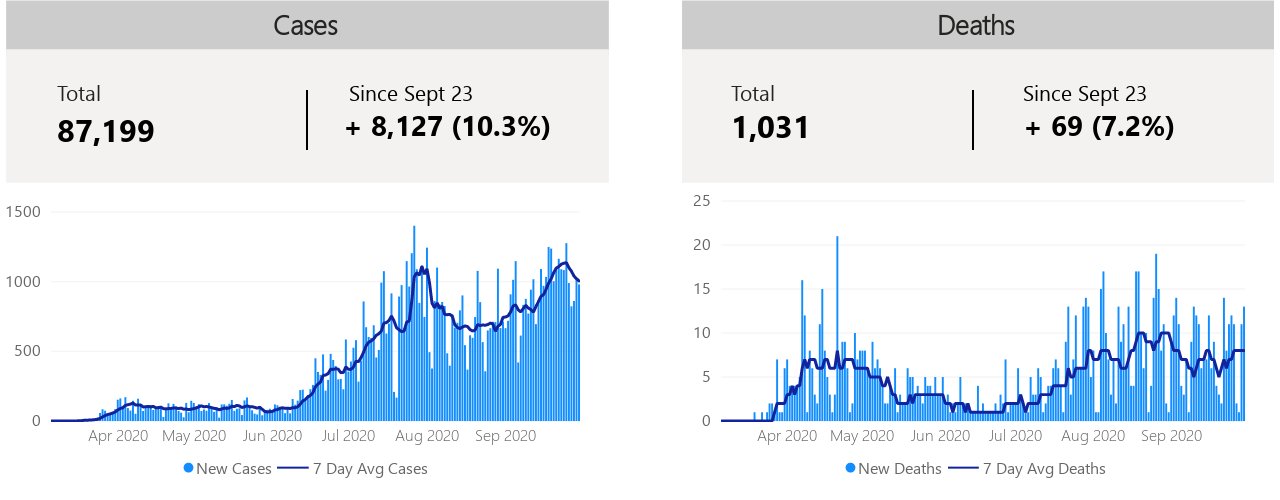 Cases
Total
87,199
Since Sept 23
+ 8,127 (10.3%)
1500
1000
500
0
Apr 2020 May 2020 Jun 2020 Jul 2020 Aug 2020 Sep 2020
New Cases 7 Day Avg Cases
Deaths
Total
1,031
Since Sept 23
+ 69 (7.2%)
25
20
15
10
5
0
Apr 2020 May 2020 Jun 2020 Jul 2020 Aug 2020 Sep 2020
New Deaths 7 Day Avg Deaths